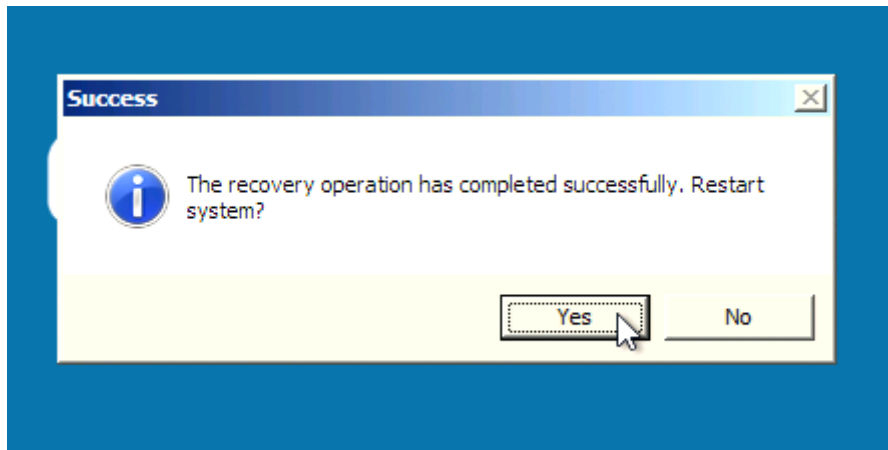 Success
The recovery operation has completed successfully. Restart
system?
Yes
No